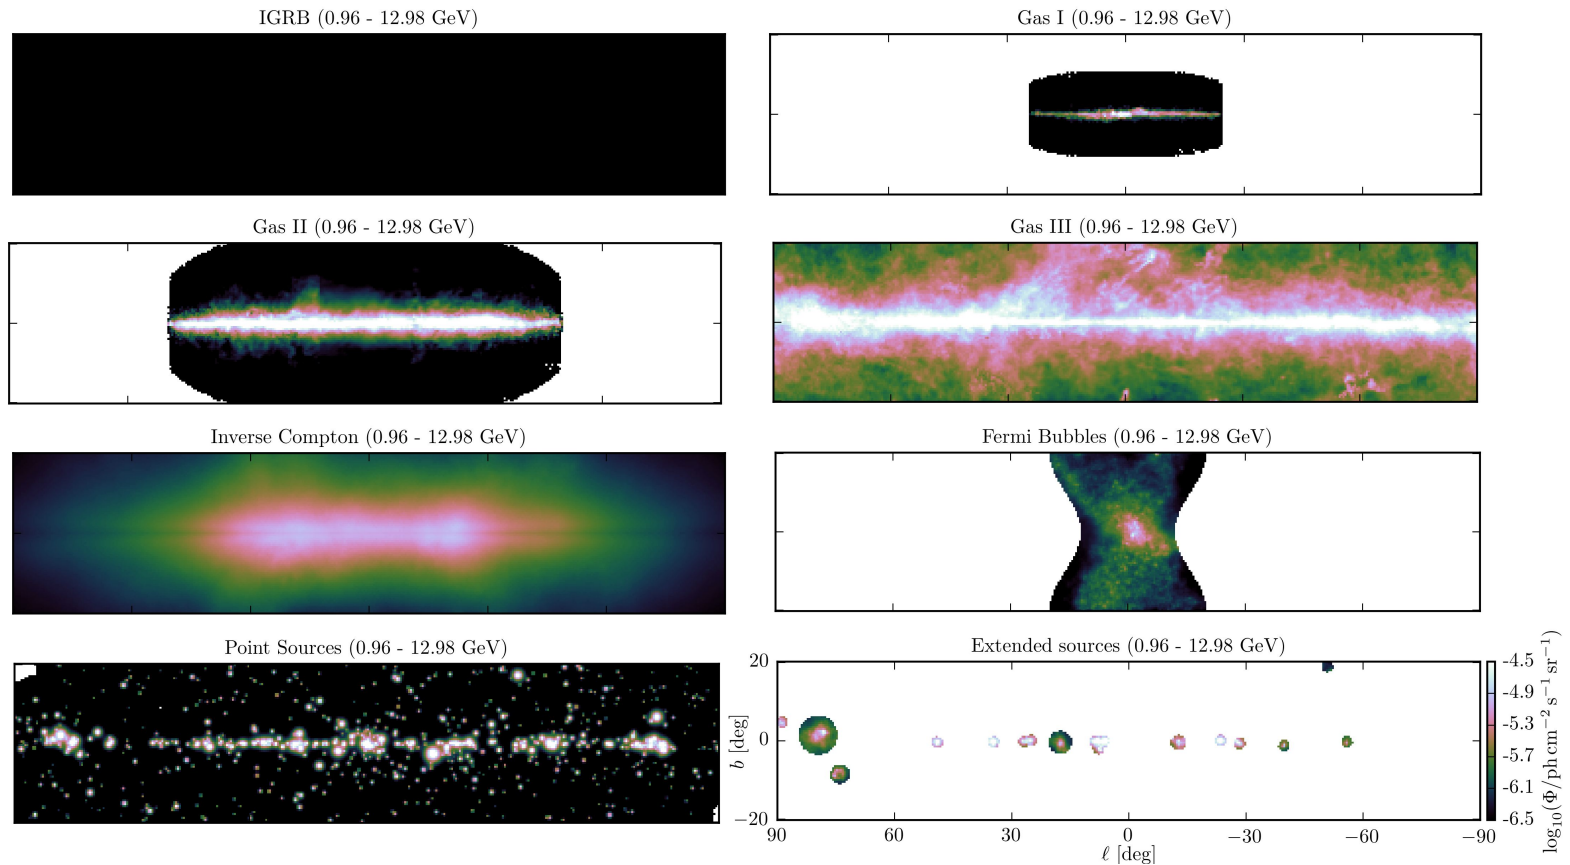 IGRB (0.96 - 12.98 GeV)
Gas I (0.96 - 12.98 GeV)
Gas II (0.96 - 12.98 GeV)
Gas III (0.96 - 12.98 GeV)
Inverse Compton (0.96 - 12.98 GeV)
Fermi Bubbles (0.96 - 12.98 GeV)
Point Sources (0.96 - 12.98 GeV)
Extended sources (0.96 - 12.98 GeV)
20
0
−20
b [deg]
90 60 30 0 −30 −60 −90
ℓ [deg]
-4.5
-4.9
-5.3
-5.7
-6.1
-6.5
log₁₀(Φ/ph cm⁻² s⁻¹ sr⁻¹)